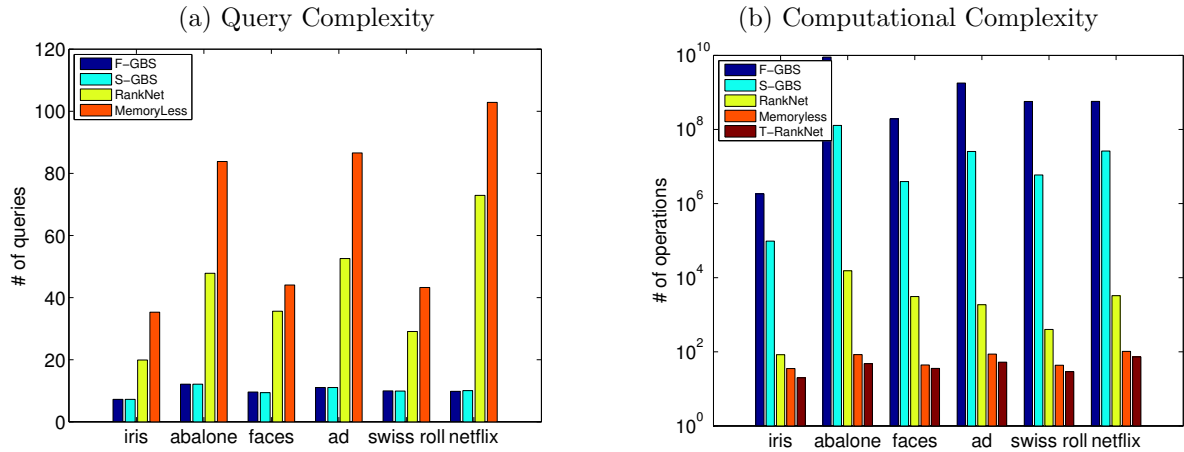 (a) Query Complexity
120
100
80
60
40
20
0
# of queries
F-GBS
S-GBS
RankNet
MemoryLess
iris abalone faces ad swiss roll netflix
(b) Computational Complexity
10^10
10^8
10^6
10^4
10^2
10^0
# of operations
F-GBS
S-GBS
RankNet
Memoryless
T-RankNet
iris abalone faces ad swiss roll netflix